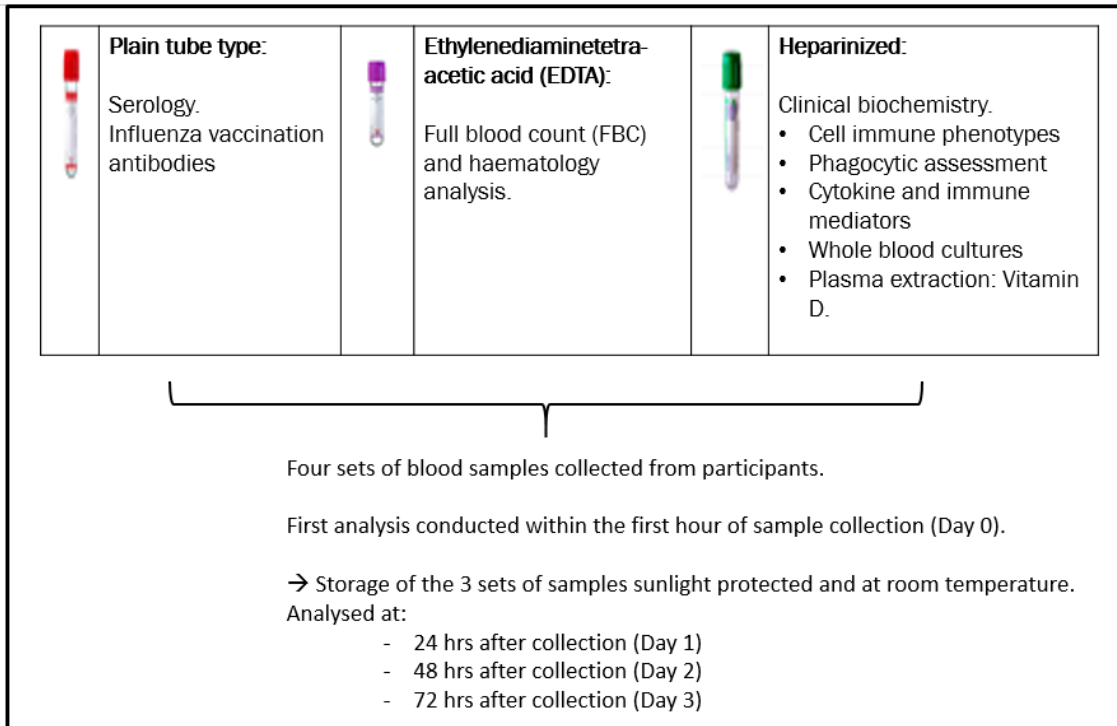 Plain tube type:
Serology.
Influenza vaccination
antibodies
Ethylenediaminetetra-
acetic acid (EDTA):
Full blood count (FBC)
and haematology
analysis.
Heparinized:
Clinical biochemistry.
• Cell immune phenotypes
• Phagocytic assessment
• Cytokine and immune
mediators
• Whole blood cultures
• Plasma extraction: Vitamin
D.
Four sets of blood samples collected from participants.
First analysis conducted within the first hour of sample collection (Day 0).
→ Storage of the 3 sets of samples sunlight protected and at room temperature.
Analysed at:
- 24 hrs after collection (Day 1)
- 48 hrs after collection (Day 2)
- 72 hrs after collection (Day 3)